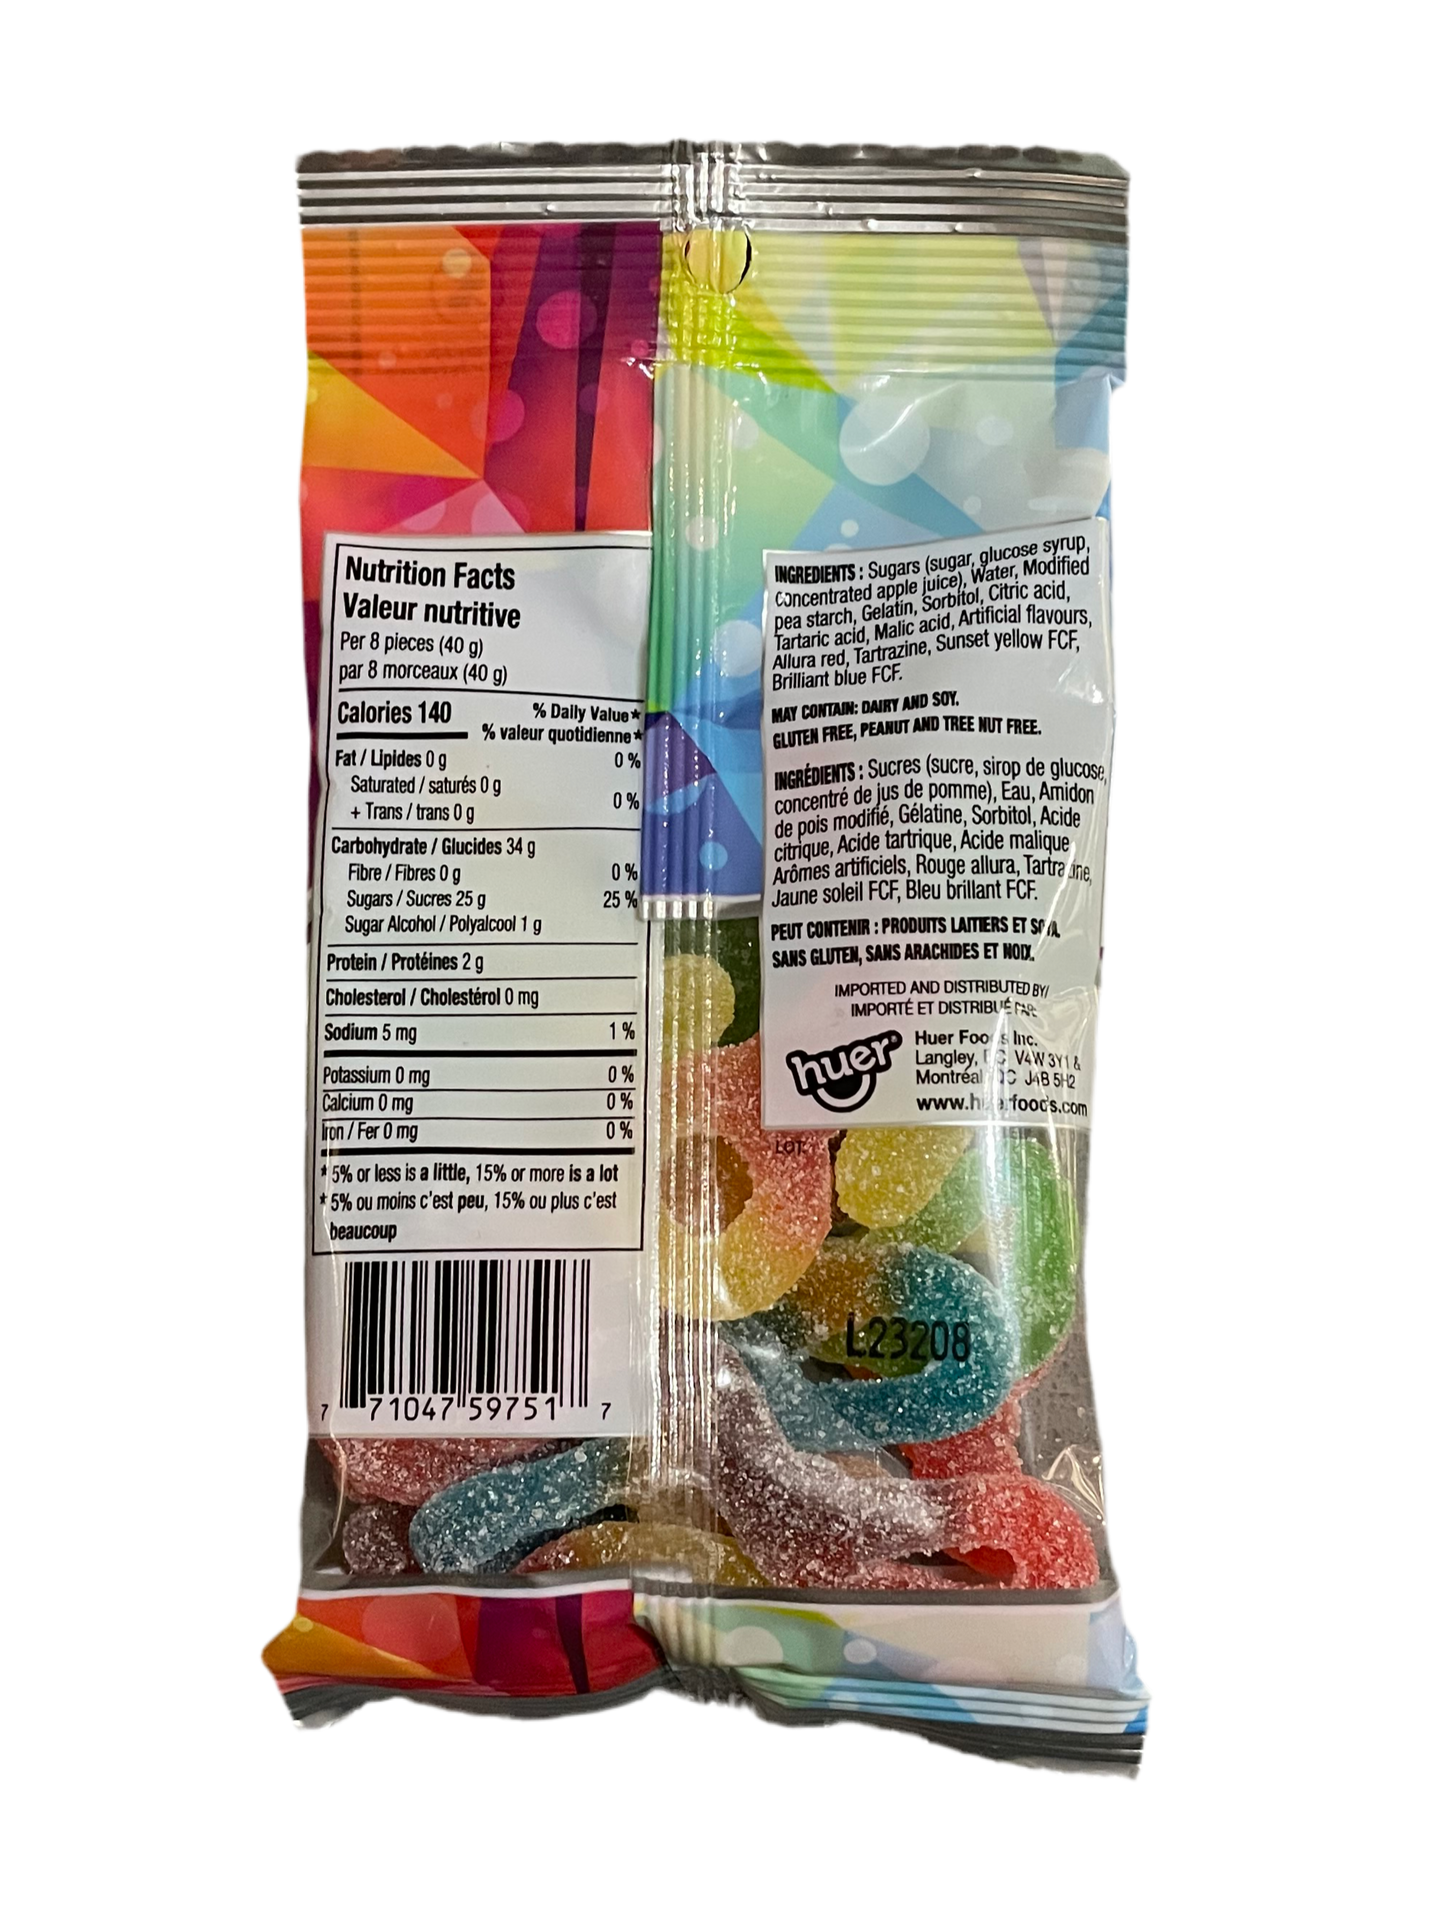 Nutrition Facts
Valeur nutritive
Per 8 pieces (40 g)
par 8 morceaux (40 g)
Calories 140
% Daily Value*
% valeur quotidienne*
Fat / Lipides 0 g 0 %
Saturated / saturés 0 g
+ Trans / trans 0 g 0 %
Carbohydrate / Glucides 34 g
Fibre / Fibres 0 g 0 %
Sugars / Sucres 25 g 25 %
Sugar Alcohol / Polyalcool 1 g
Protein / Protéines 2 g
Cholesterol / Cholestérol 0 mg
Sodium 5 mg 1 %
Potassium 0 mg 0 %
Calcium 0 mg 0 %
Iron / Fer 0 mg 0 %
* 5% or less is a little, 15% or more is a lot
* 5% ou moins c'est peu, 15% ou plus c'est
beaucoup
7 71047 59751 7
INGREDIENTS : Sugars (sugar, glucose syrup,
concentrated apple juice), Water, Modified
pea starch, Gelatin, Sorbitol, Citric acid,
Tartaric acid, Malic acid, Artificial flavours,
Allura red, Tartrazine, Sunset yellow FCF,
Brilliant blue FCF.
MAY CONTAIN: DAIRY AND SOY.
GLUTEN FREE, PEANUT AND TREE NUT FREE.
INGRÉDIENTS : Sucres (sucre, sirop de glucose,
concentré de jus de pomme), Eau, Amidon
de pois modifié, Gélatine, Sorbitol, Acide
citrique, Acide tartrique, Acide malique,
Arômes artificiels, Rouge allura, Tartrazine,
Jaune soleil FCF, Bleu brillant FCF.
PEUT CONTENIR : PRODUITS LAITIERS ET SOYA.
SANS GLUTEN, SANS ARACHIDES ET NOIX.
IMPORTED AND DISTRIBUTED BY/
IMPORTÉ ET DISTRIBUÉ PAR:
huer®
Huer Foods Inc.
Langley, BC V4W 3Y1 &
Montréal QC J4B 5H2
www.huerfoods.com
LOT
L23208